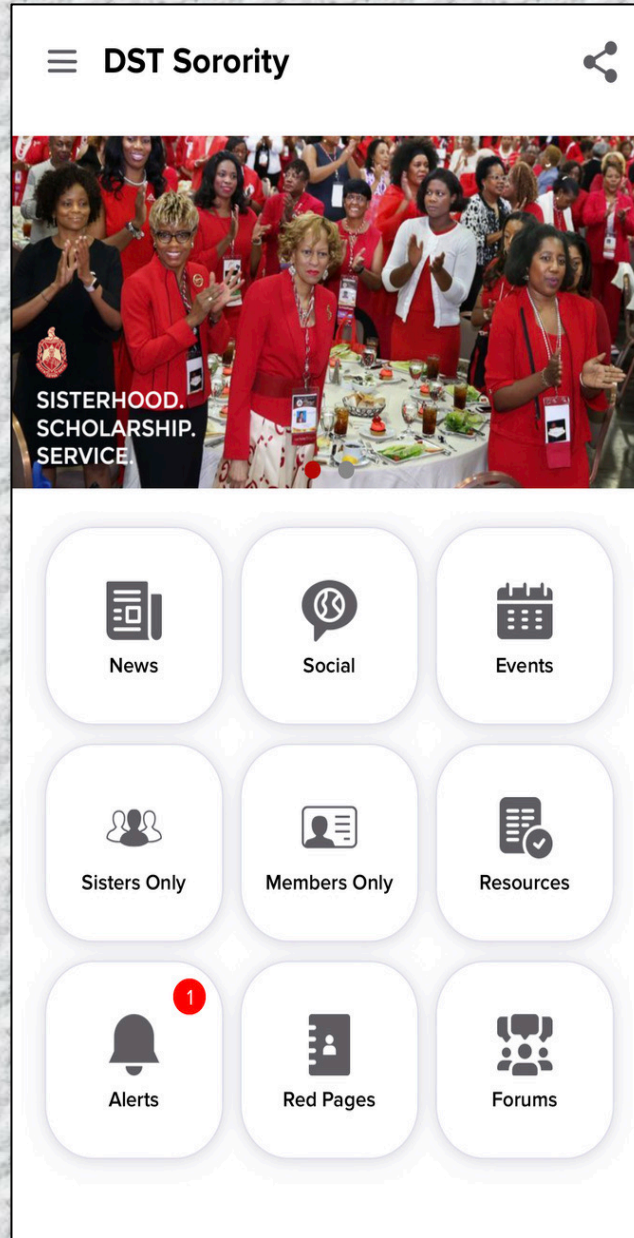 DST Sorority
SISTERHOOD.
SCHOLARSHIP.
SERVICE.
News
Social
Events
Sisters Only
Members Only
Resources
1
Alerts
Red Pages
Forums